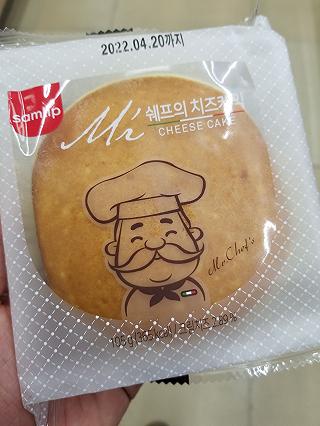 2022.04.20까지
samlip
Mi 쉐프의 치즈케익
CHEESE CAKE
Mr. Chef's